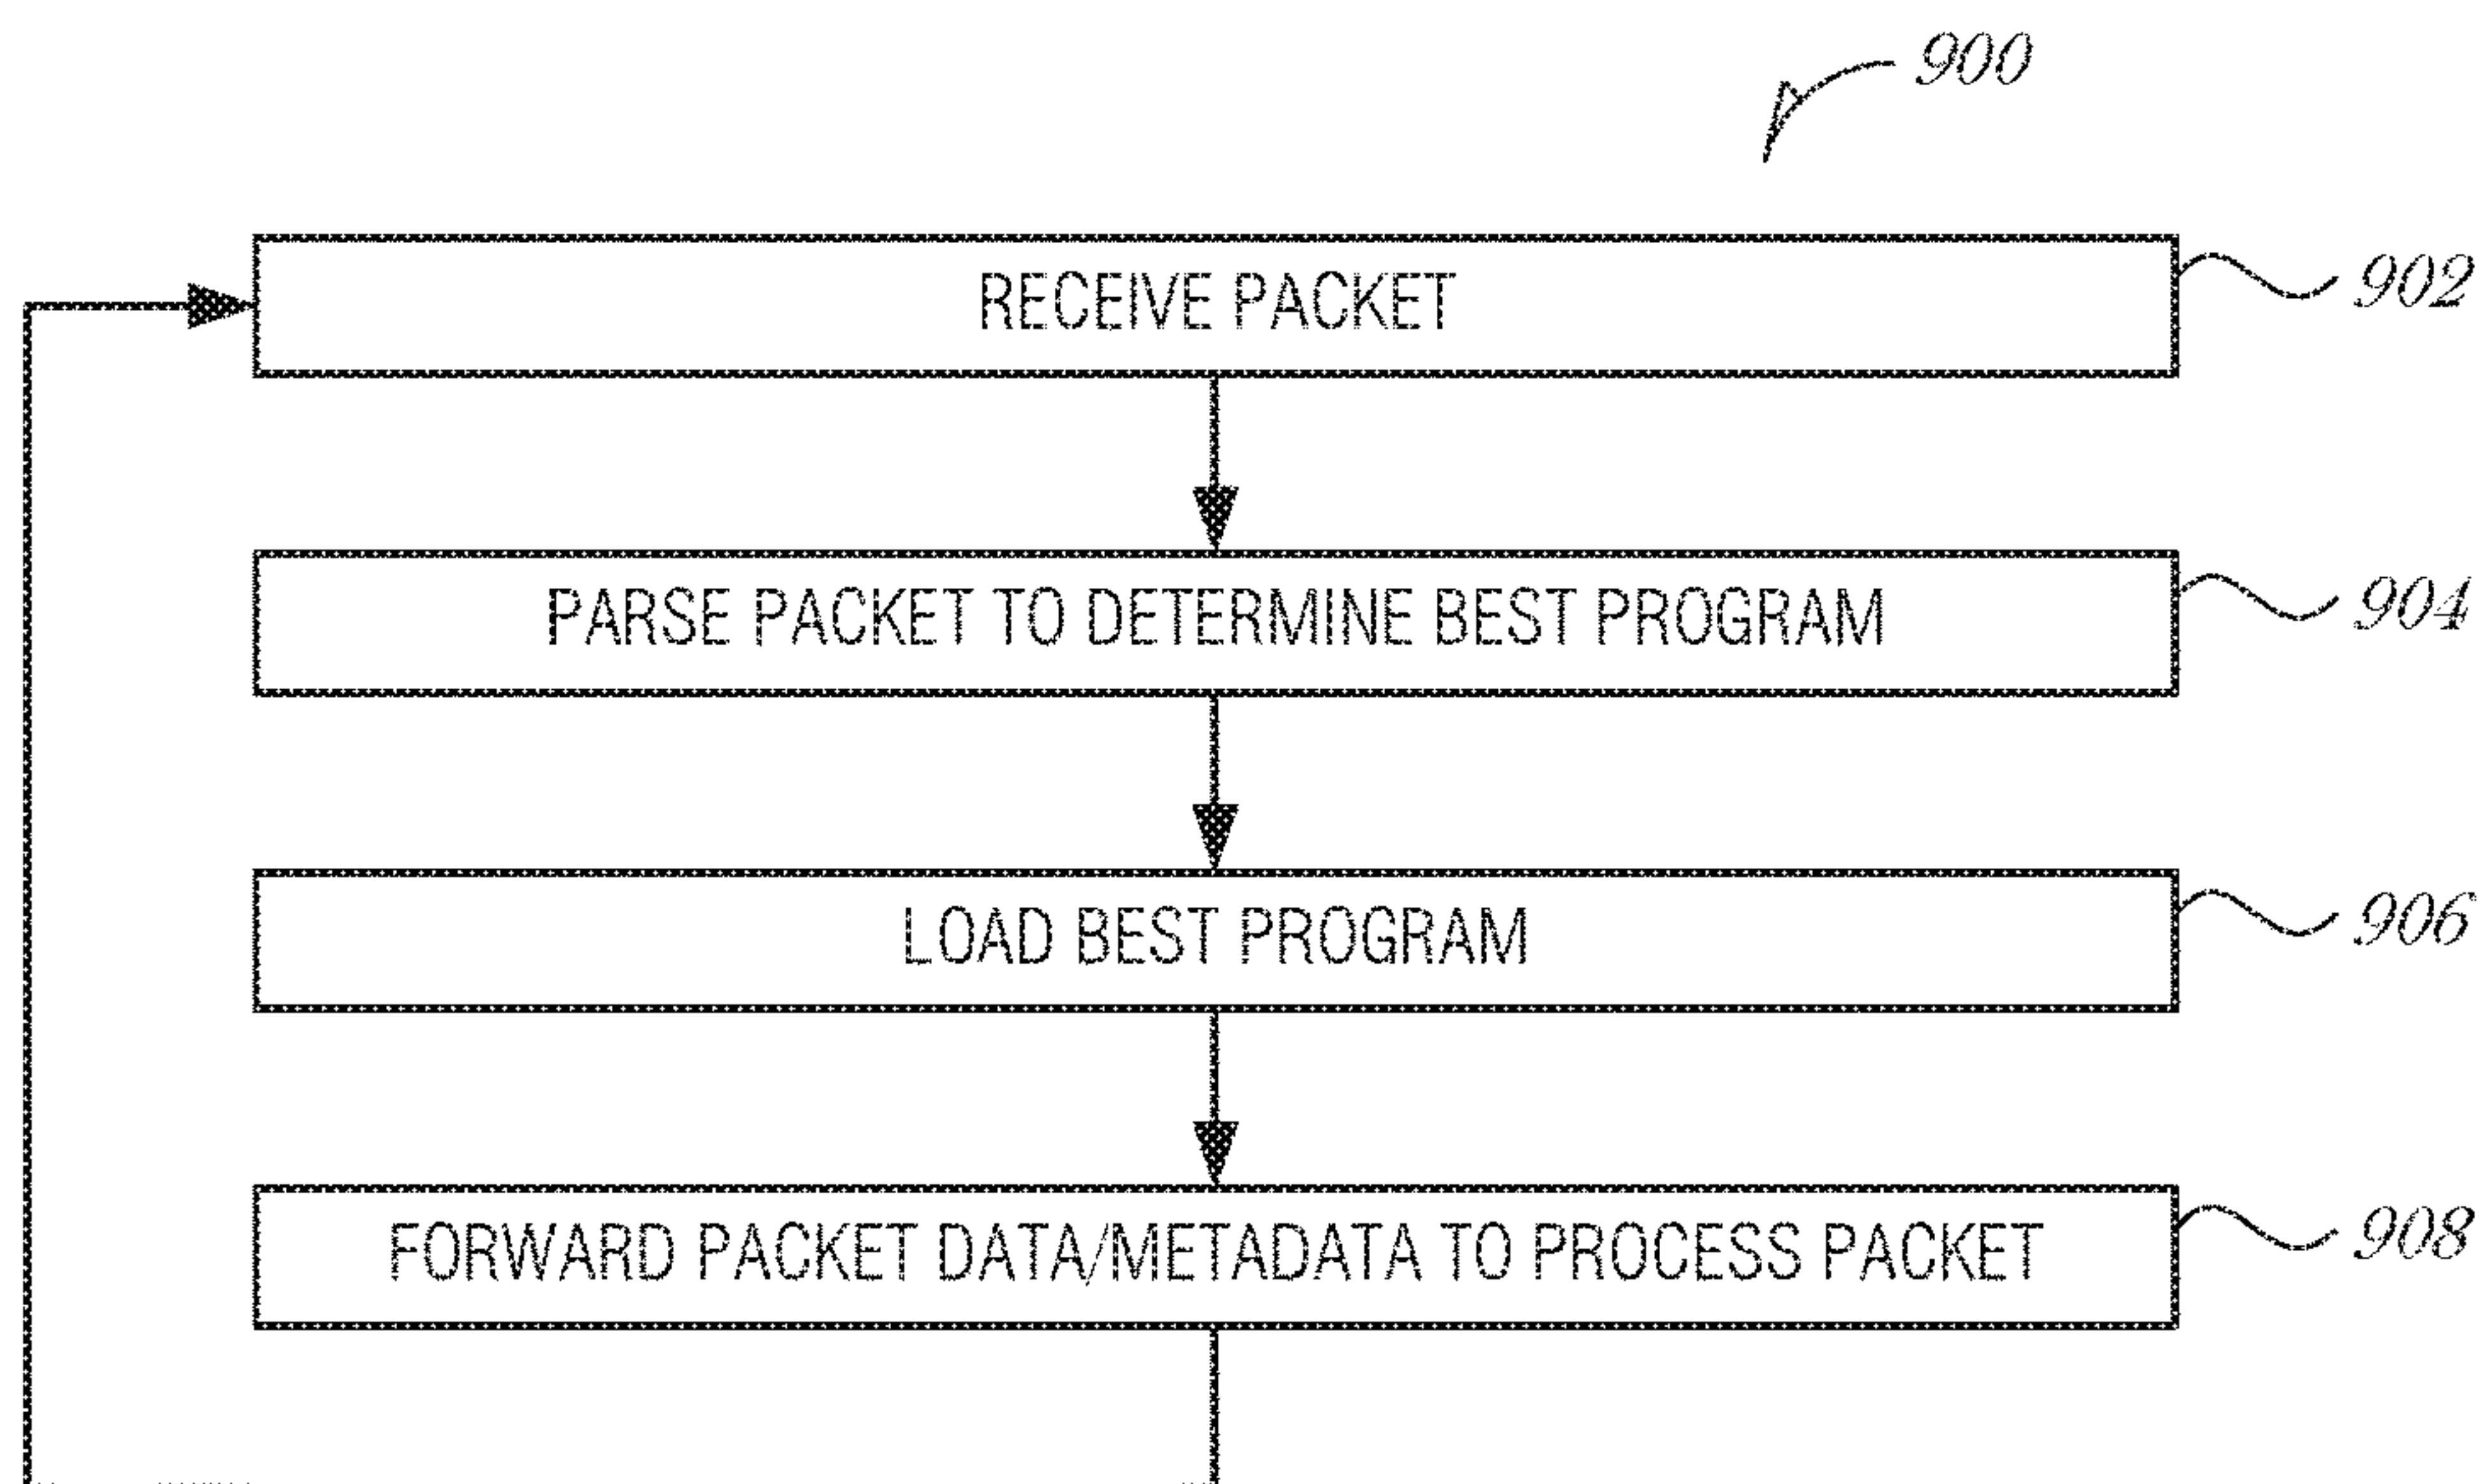 900
RECEIVE PACKET
902
PARSE PACKET TO DETERMINE BEST PROGRAM
904
LOAD BEST PROGRAM
906
FORWARD PACKET DATA/METADATA TO PROCESS PACKET
908